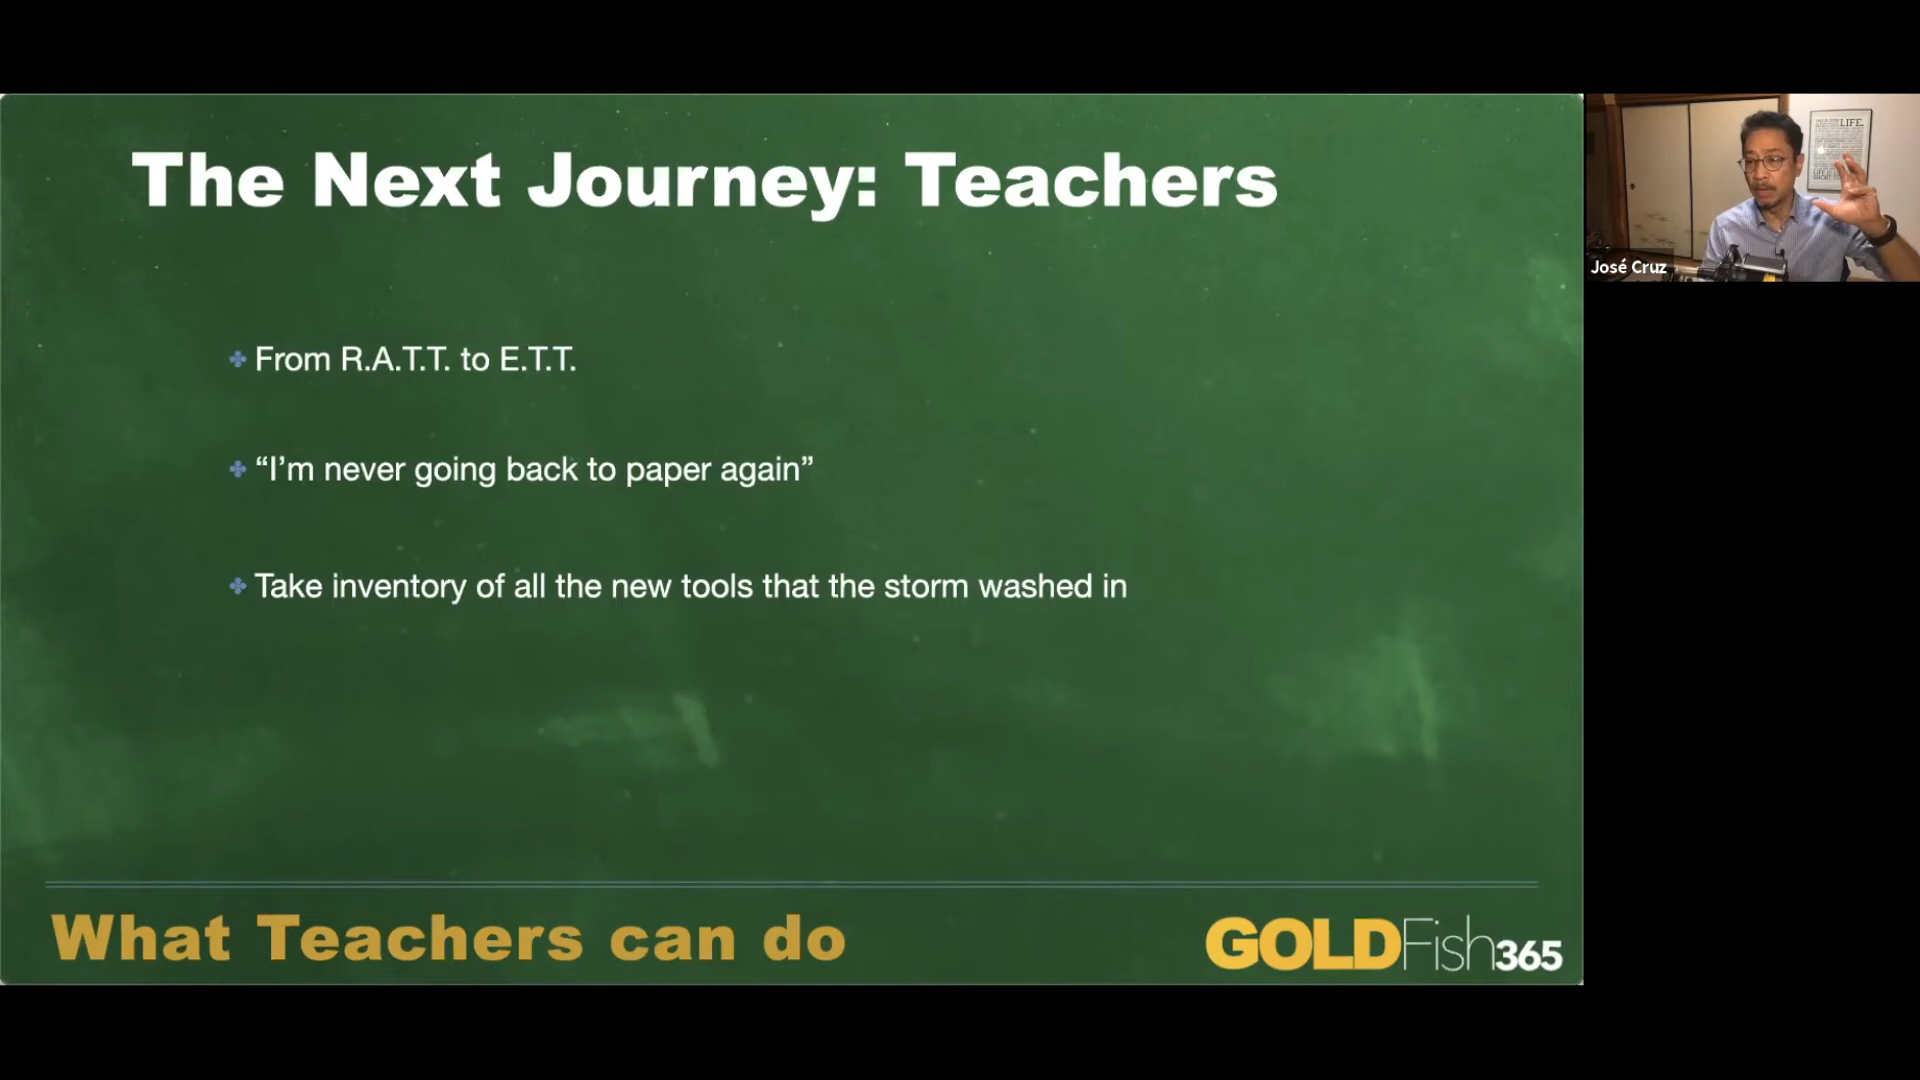 The Next Journey: Teachers
From R.A.T.T. to E.T.T.
“I’m never going back to paper again”
Take inventory of all the new tools that the storm washed in
What Teachers can do
GOLDFish365
José Cruz
LIFE.